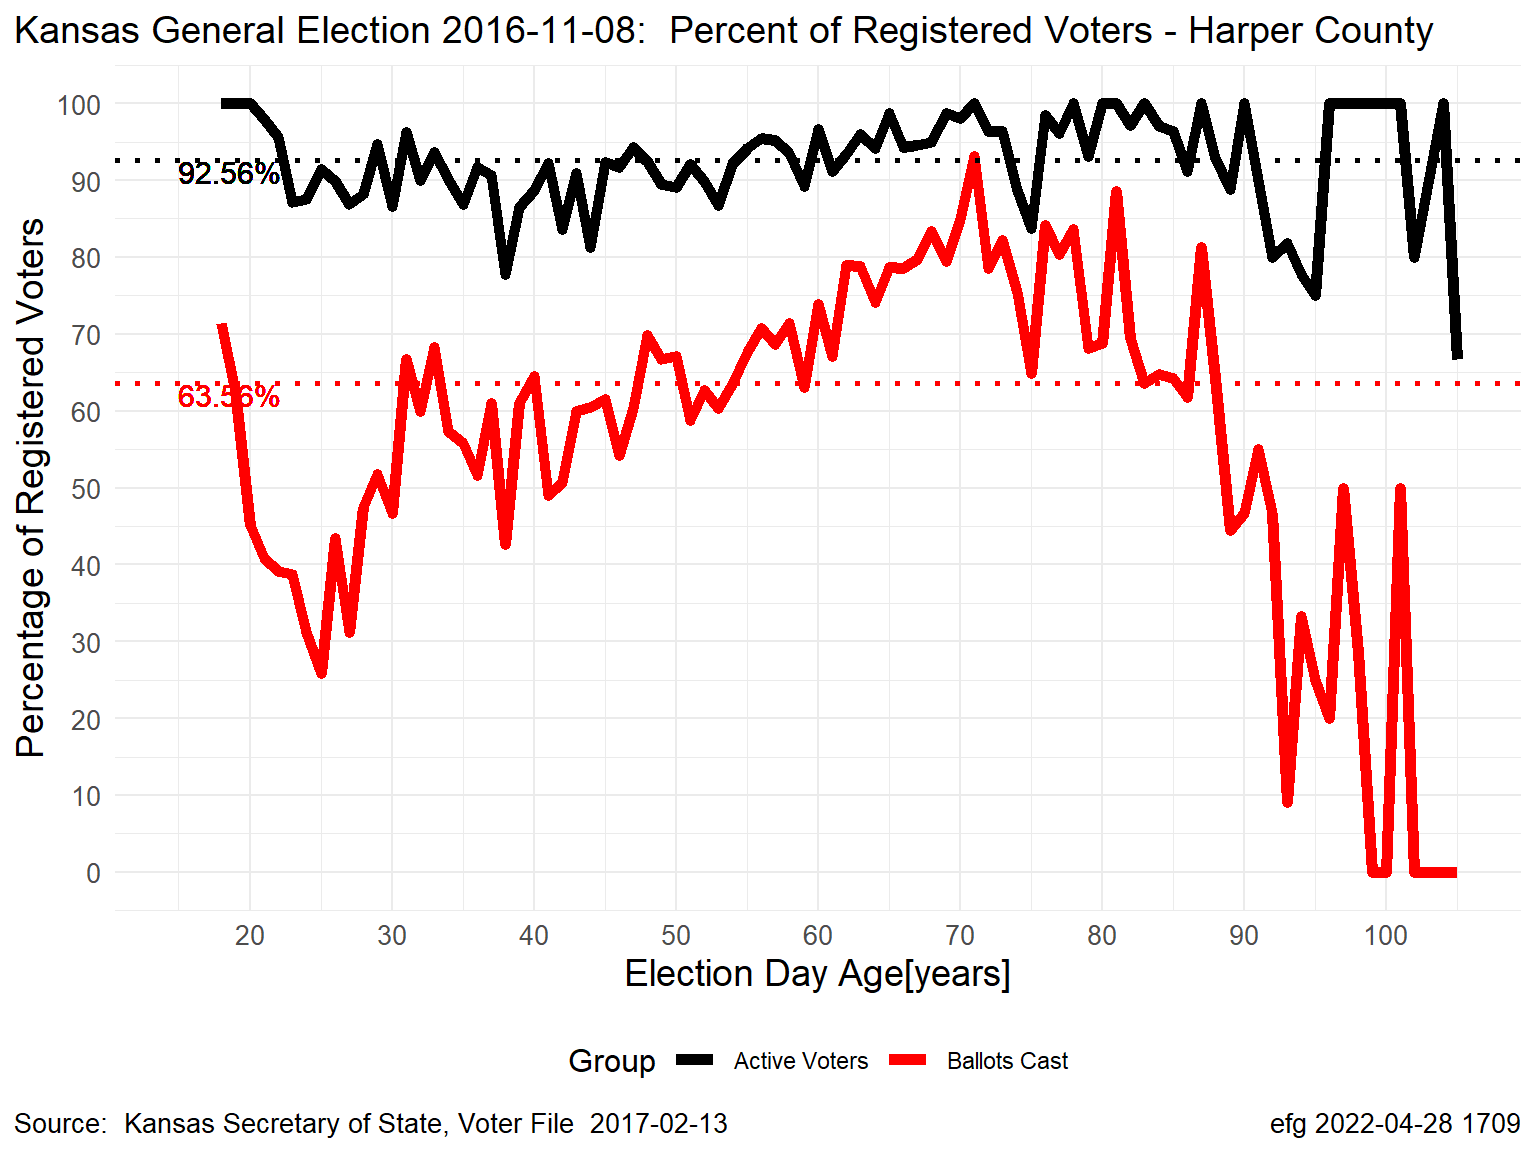 Kansas General Election 2016-11-08:  Percent of Registered Voters - Harper County
Percentage of Registered Voters
100
90
80
70
60
50
40
30
20
10
0
92.56%
63.56%
20 30 40 50 60 70 80 90 100
Election Day Age[years]
Group Active Voters Ballots Cast
Source:  Kansas Secretary of State, Voter File  2017-02-13
efg 2022-04-28 1709